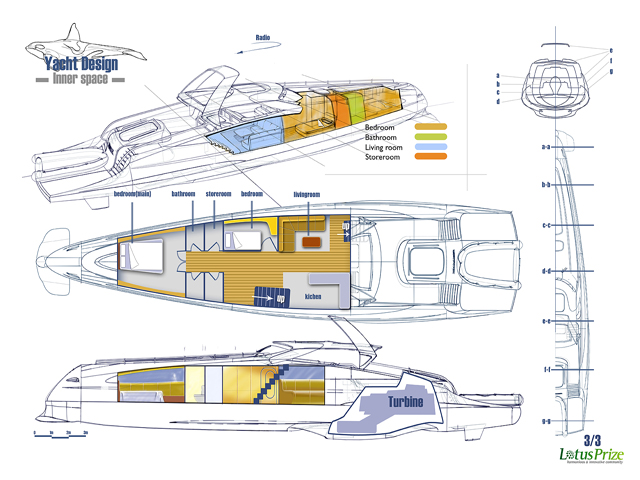 Yacht Design
Inner space
Radio
Bedroom
Bathroom
Living room
Storeroom
a
b
c
d
e
f
g
bedroom(main)
bathroom
storeroom
bedroom
livingroom
up
up
kichen
a-a
b-b
c-c
d-d
e-e
f-f
g-g
Turbine
3/3
LotusPrize